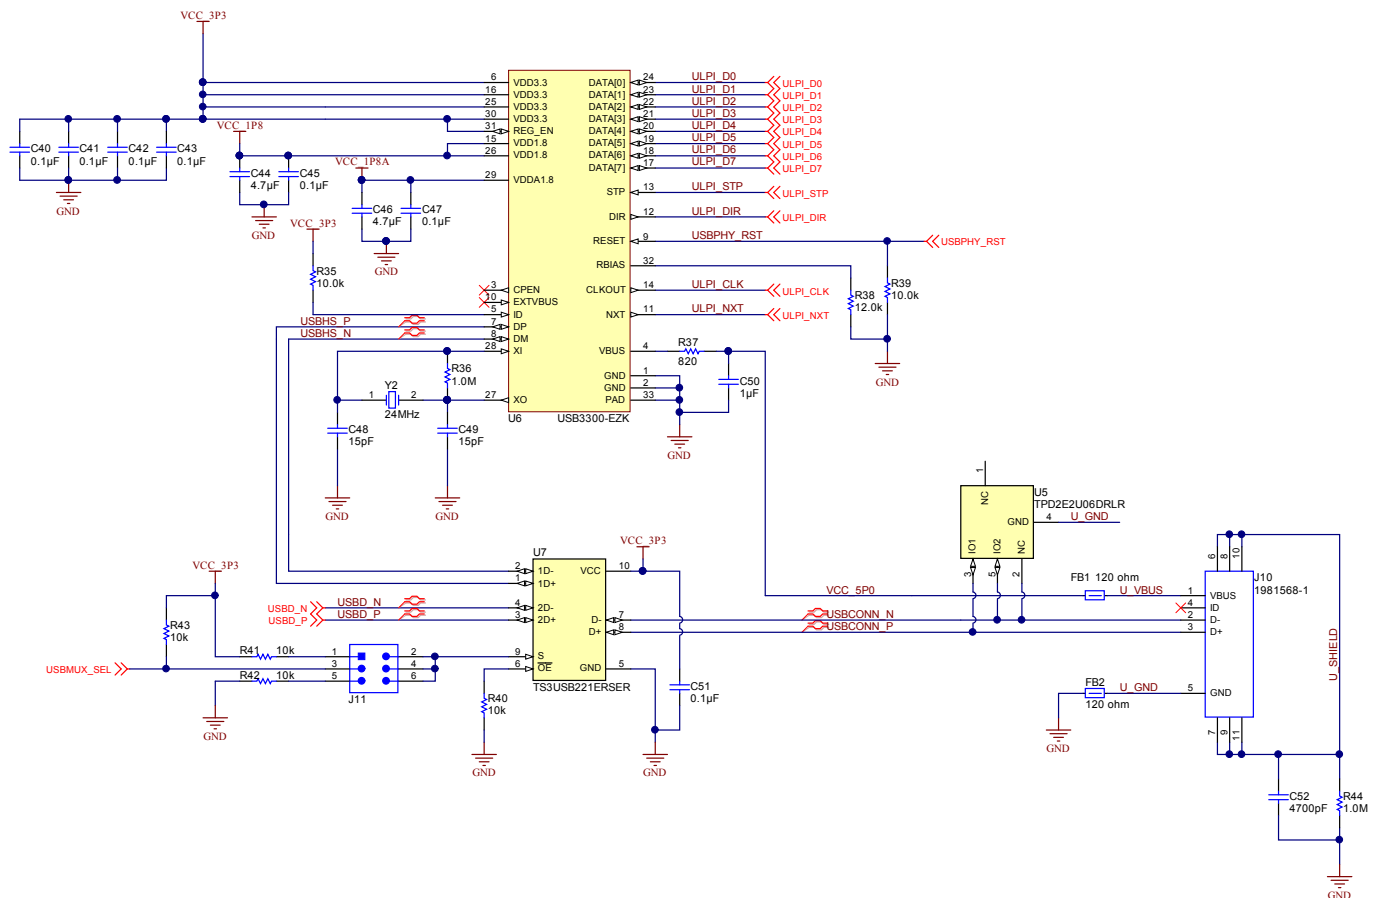 VCC_3P3
6 VDD3.3 DATA[0] 24 ULPI_D0 ULPI_D0
16 VDD3.3 DATA[1] 23 ULPI_D1 ULPI_D1
25 VDD3.3 DATA[2] 22 ULPI_D2 ULPI_D2
30 VDD3.3 DATA[3] 21 ULPI_D3 ULPI_D3
31 REG_EN DATA[4] 20 ULPI_D4 ULPI_D4
15 VDD1.8 DATA[5] 19 ULPI_D5 ULPI_D5
26 VDD1.8 DATA[6] 18 ULPI_D6 ULPI_D6
DATA[7] 17 ULPI_D7 ULPI_D7
29 VDDA1.8
VCC_1P8
C40 0.1µF
C41 0.1µF
C42 0.1µF
C43 0.1µF
GND
C44 4.7µF
C45 0.1µF
GND
VCC_1P8A
C46 4.7µF
C47 0.1µF
GND
STP 13 ULPI_STP ULPI_STP
DIR 12 ULPI_DIR ULPI_DIR
RESET 9 USBPHY_RST USBPHY_RST
RBIAS 32
CLKOUT 14 ULPI_CLK ULPI_CLK
NXT 11 ULPI_NXT ULPI_NXT
R38 12.0k
R39 10.0k
GND
VCC_3P3
R35 10.0k
3 CPEN
10 EXTVBUS
5 ID
USBHS_P 7 DP
USBHS_N 8 DM
28 XI
27 XO
VBUS 4
R37 820
C50 1µF
GND 1
GND 2
PAD 33
GND
U6 USB3300-EZK
R36 1.0M
1 Y2 2
24MHz
C48 15pF
C49 15pF
GND
GND
1
NC
U5
TPD2E2U06DRLR
GND 4 U_GND
IO1 IO2 NC
3 5 2
VCC_3P3
U7
2 1D- VCC 10
1 1D+
USBD_N USBD_N 4 2D-
USBD_P USBD_P 3 2D+
D- 7 USBCONN_N
D+ 8 USBCONN_P
9 S GND 5
6 OE
TS3USB221ERSER
C51 0.1µF
GND
R40 10k
GND
VCC_3P3
R43 10k
USBMUX_SEL
R41 10k
R42 10k
1 2
3 4
5 6
J11
GND
VCC_5P0 FB1 120 ohm U_VBUS
6 8 10
J10
1981568-1
1 VBUS
4 ID
2 D-
3 D+
5 GND
7 9 11
U_SHIELD
FB2 U_GND
120 ohm
GND
C52 4700pF
R44 1.0M
GND